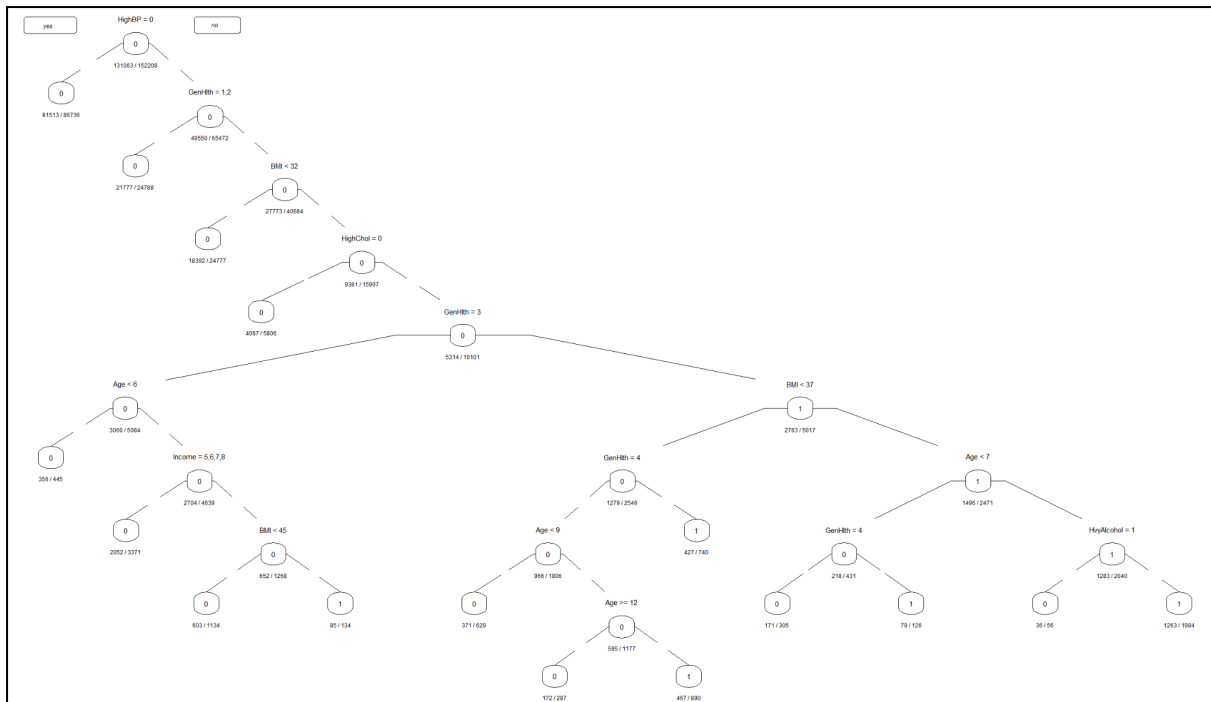 yes
HighBP = 0
no
0
131063 / 152208
0
81513 / 86736
GenHlth = 1,2
0
49550 / 65472
0
21777 / 24788
BMI < 32
0
27773 / 40684
0
18392 / 24777
HighChol = 0
0
9381 / 15907
0
4067 / 5806
GenHlth = 3
0
5314 / 10101
Age < 6
0
3060 / 5084
BMI < 37
1
2763 / 5017
0
356 / 445
Income = 5,6,7,8
0
2704 / 4639
GenHlth = 4
0
1279 / 2546
Age < 7
1
1496 / 2471
0
2052 / 3371
BMI < 45
0
652 / 1268
Age < 9
0
966 / 1806
1
427 / 740
GenHlth = 4
0
218 / 431
HvyAlcohol = 1
1
1283 / 2040
0
603 / 1134
1
85 / 134
0
371 / 629
Age >= 12
0
595 / 1177
0
171 / 305
1
79 / 126
0
36 / 56
1
1263 / 1984
0
172 / 287
1
467 / 890